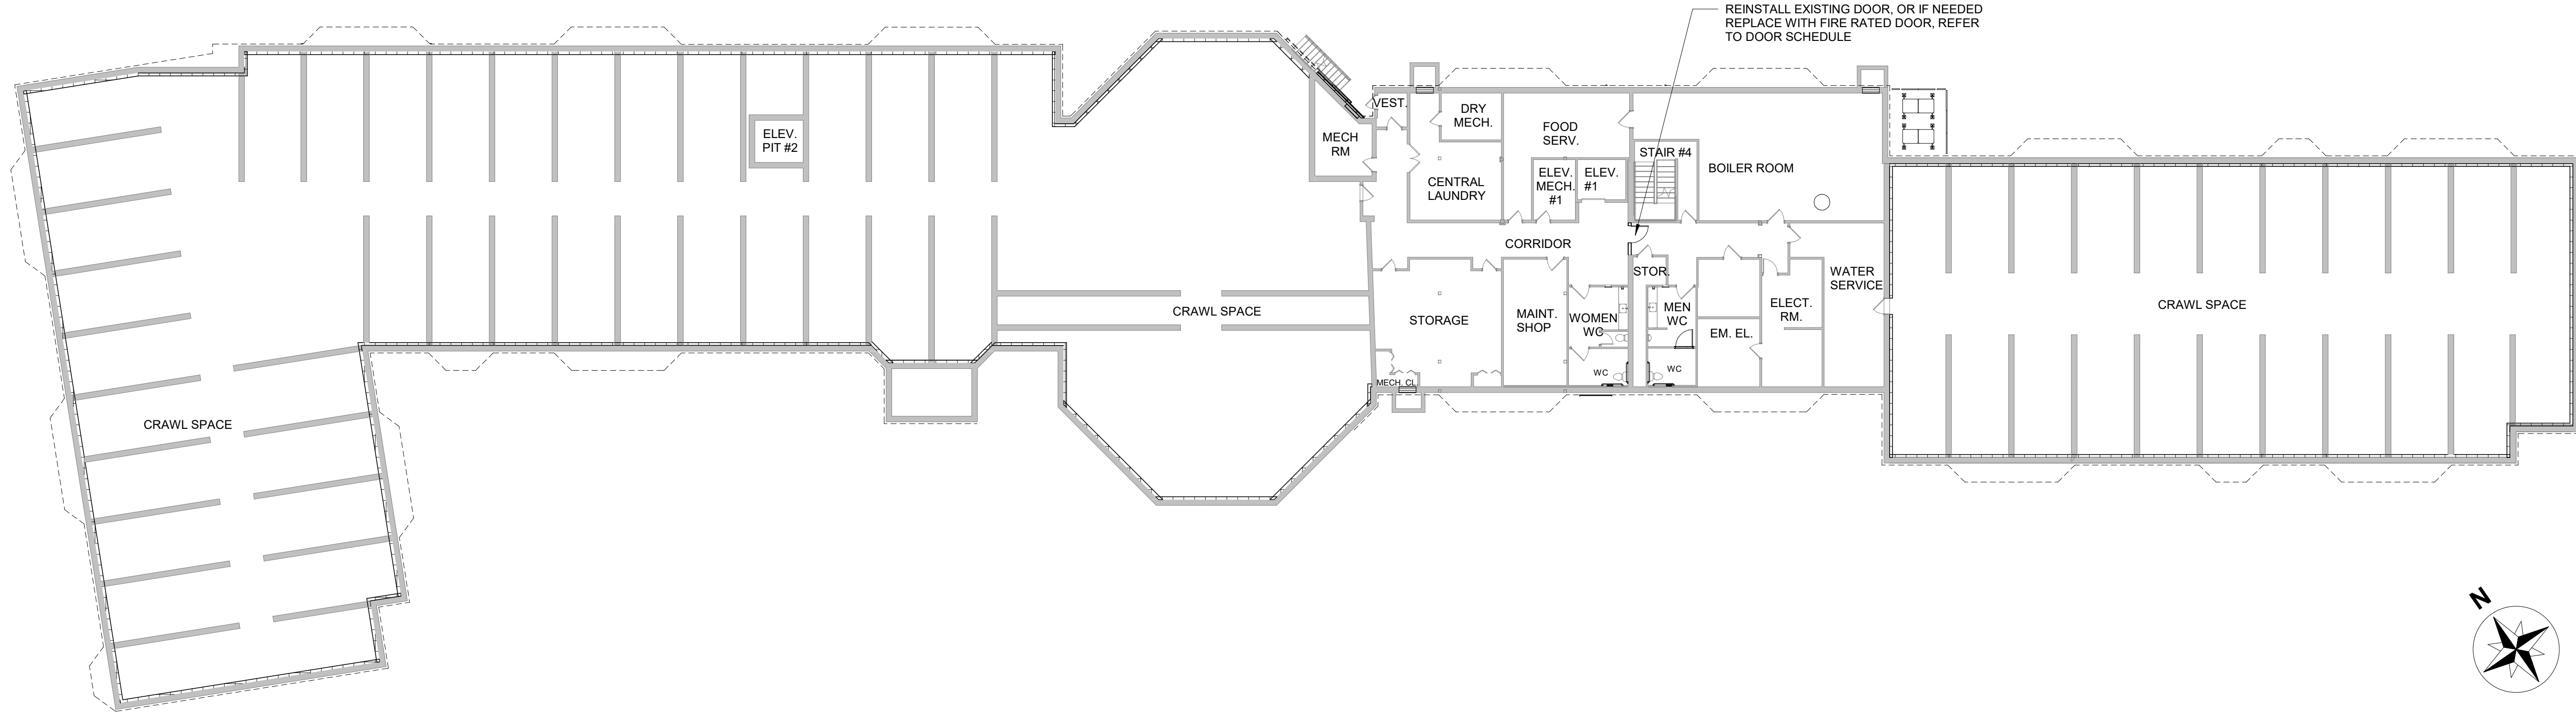 REINSTALL EXISTING DOOR, OR IF NEEDED
REPLACE WITH FIRE RATED DOOR, REFER
TO DOOR SCHEDULE
VEST.
DRY
MECH.
ELEV.
PIT #2
MECH
RM
FOOD
SERV.
STAIR #4
BOILER ROOM
CENTRAL
LAUNDRY
ELEV.
MECH.
#1
ELEV.
#1
CORRIDOR
STOR.
WATER
SERVICE
CRAWL SPACE
CRAWL SPACE
STORAGE
MAINT.
SHOP
WOMEN
WC
MEN
WC
ELECT.
RM.
EM. EL.
WC
WC
MECH. CL.
CRAWL SPACE
N